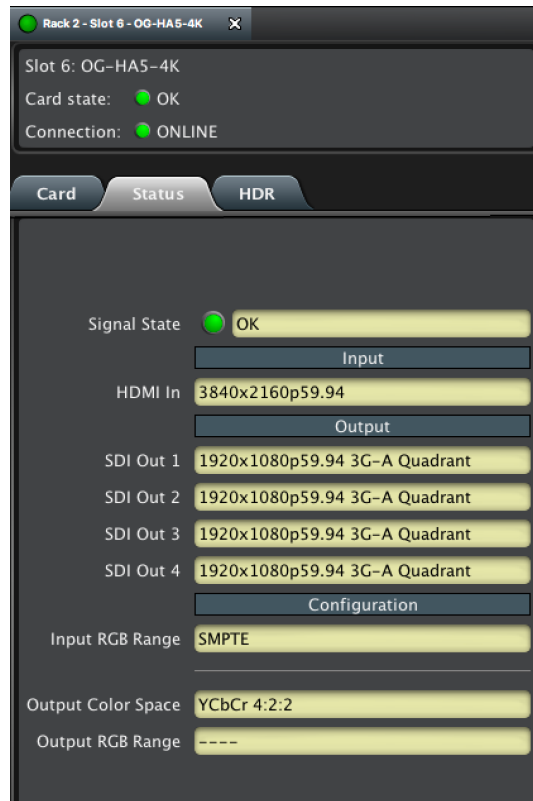 Rack 2 - Slot 6 - OG-HA5-4K X
Slot 6: OG-HA5-4K
Card state: OK
Connection: ONLINE
Card Status HDR
Signal State OK
Input
HDMI In 3840x2160p59.94
Output
SDI Out 1 1920x1080p59.94 3G-A Quadrant
SDI Out 2 1920x1080p59.94 3G-A Quadrant
SDI Out 3 1920x1080p59.94 3G-A Quadrant
SDI Out 4 1920x1080p59.94 3G-A Quadrant
Configuration
Input RGB Range SMPTE
Output Color Space YCbCr 4:2:2
Output RGB Range ----